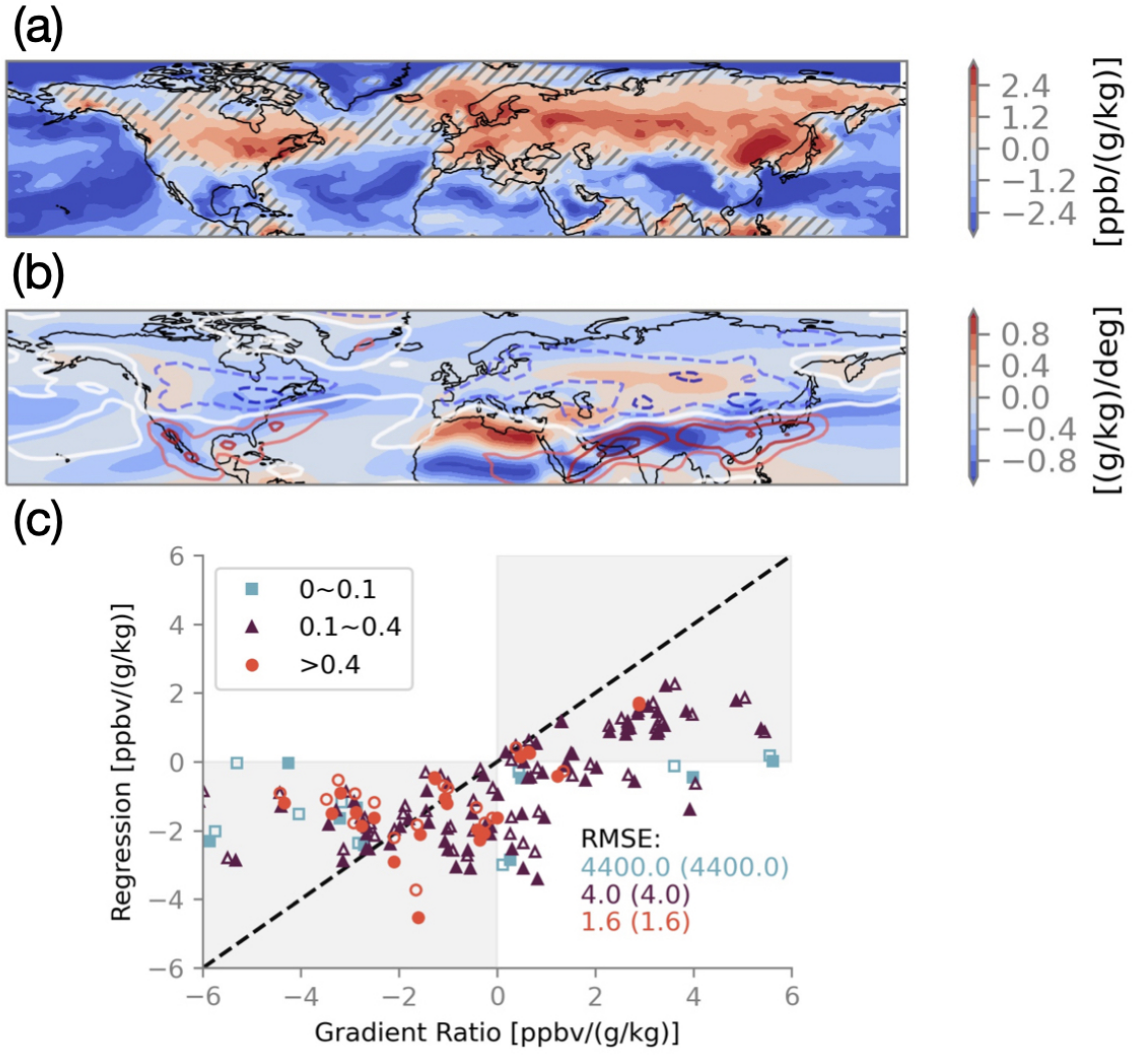 (a)
2.4
1.2
0.0
−1.2
−2.4
[ppb/(g/kg)]
(b)
0.8
0.4
0.0
−0.4
−0.8
[(g/kg)/deg]
(c)
6
4
2
0
−2
−4
−6
Regression [ppbv/(g/kg)]
0~0.1
0.1~0.4
>0.4
RMSE:
4400.0 (4400.0)
4.0 (4.0)
1.6 (1.6)
−6 −4 −2 0 2 4 6
Gradient Ratio [ppbv/(g/kg)]